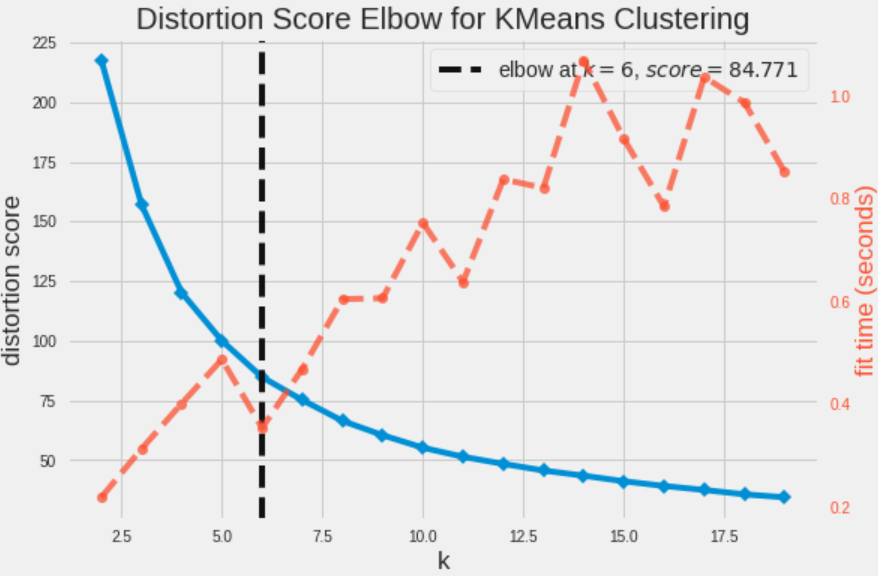 Distortion Score Elbow for KMeans Clustering
elbow at k = 6, score = 84.771
distortion score
225
200
175
150
125
100
75
50
1.0
0.8
0.6
0.4
0.2
fit time (seconds)
2.5 5.0 7.5 10.0 12.5 15.0 17.5
k